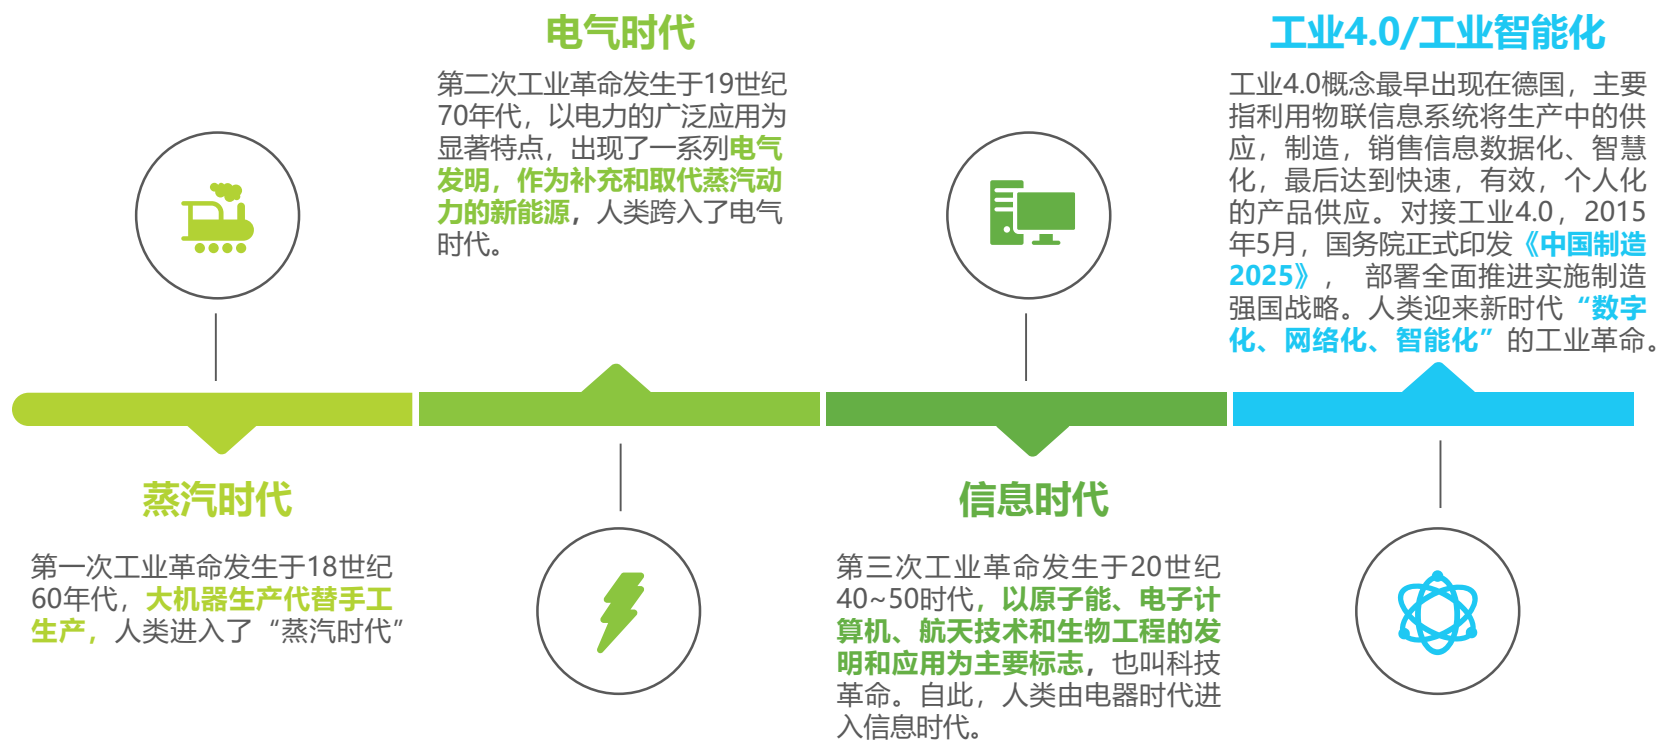 电气时代
第二次工业革命发生于19世纪
70年代，以电力的广泛应用为
显著特点，出现了一系列电气
发明，作为补充和取代蒸汽动
力的新能源，人类跨入了电气
时代。
工业4.0/工业智能化
工业4.0概念最早出现在德国，主要
指利用物联信息系统将生产中的供
应，制造，销售信息数据化、智慧
化，最后达到快速，有效，个人化
的产品供应。对接工业4.0，2015
年5月，国务院正式印发《中国制造
2025》， 部署全面推进实施制造
强国战略。人类迎来新时代“数字
化、网络化、智能化”的工业革命。
蒸汽时代
第一次工业革命发生于18世纪
60年代，大机器生产代替手工
生产，人类进入了“蒸汽时代”
信息时代
第三次工业革命发生于20世纪
40~50时代，以原子能、电子计
算机、航天技术和生物工程的发
明和应用为主要标志，也叫科技
革命。自此，人类由电器时代进
入信息时代。